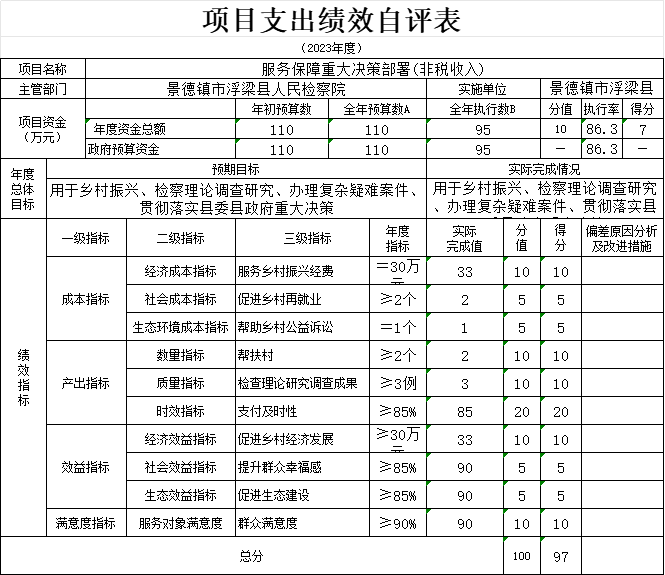 项目支出绩效自评表
（2023年度）
项目名称 服务保障重大决策部署(非税收入)
主管部门 景德镇市浮梁县人民检察院 实施单位 景德镇市浮梁县
项目资金（万元） 年初预算数 全年预算数A 全年执行数B 分值 执行率 得分
年度资金总额 110 110 95 10 86.3 7
政府预算资金 110 110 95 — 86.3 —
年度总体目标 预期目标 实际完成情况
用于乡村振兴、检察理论调查研究、办理复杂疑难案件、 用于乡村振兴、检察理论调查研究
贯彻落实县委县政府重大决策 、办理复杂疑难案件、贯彻落实县
绩效指标 一级指标 二级指标 三级指标 年度指标 实际完成值 分值 得分 偏差原因分析及改进措施
成本指标 经济成本指标 服务乡村振兴经费 ＝30万元 33 10 10
社会成本指标 促进乡村再就业 ≥2个 2 5 5
生态环境成本指标 帮助乡村公益诉讼 ＝1个 1 5 5
产出指标 数量指标 帮扶村 ≥2个 2 10 10
质量指标 检查理论研究调查成果 ≥3例 3 10 10
时效指标 支付及时性 ≥85% 85 20 20
效益指标 经济效益指标 促进乡村经济发展 ≥30万元 33 10 10
社会效益指标 提升群众幸福感 ≥85% 90 5 5
生态效益指标 促进生态建设 ≥85% 90 5 5
满意度指标 服务对象满意度 群众满意度 ≥90% 90 10 10
总分 100 97